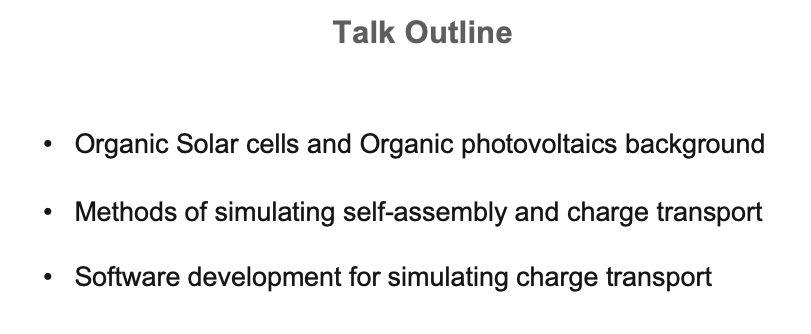 Talk Outline
• Organic Solar cells and Organic photovoltaics background
• Methods of simulating self-assembly and charge transport
• Software development for simulating charge transport